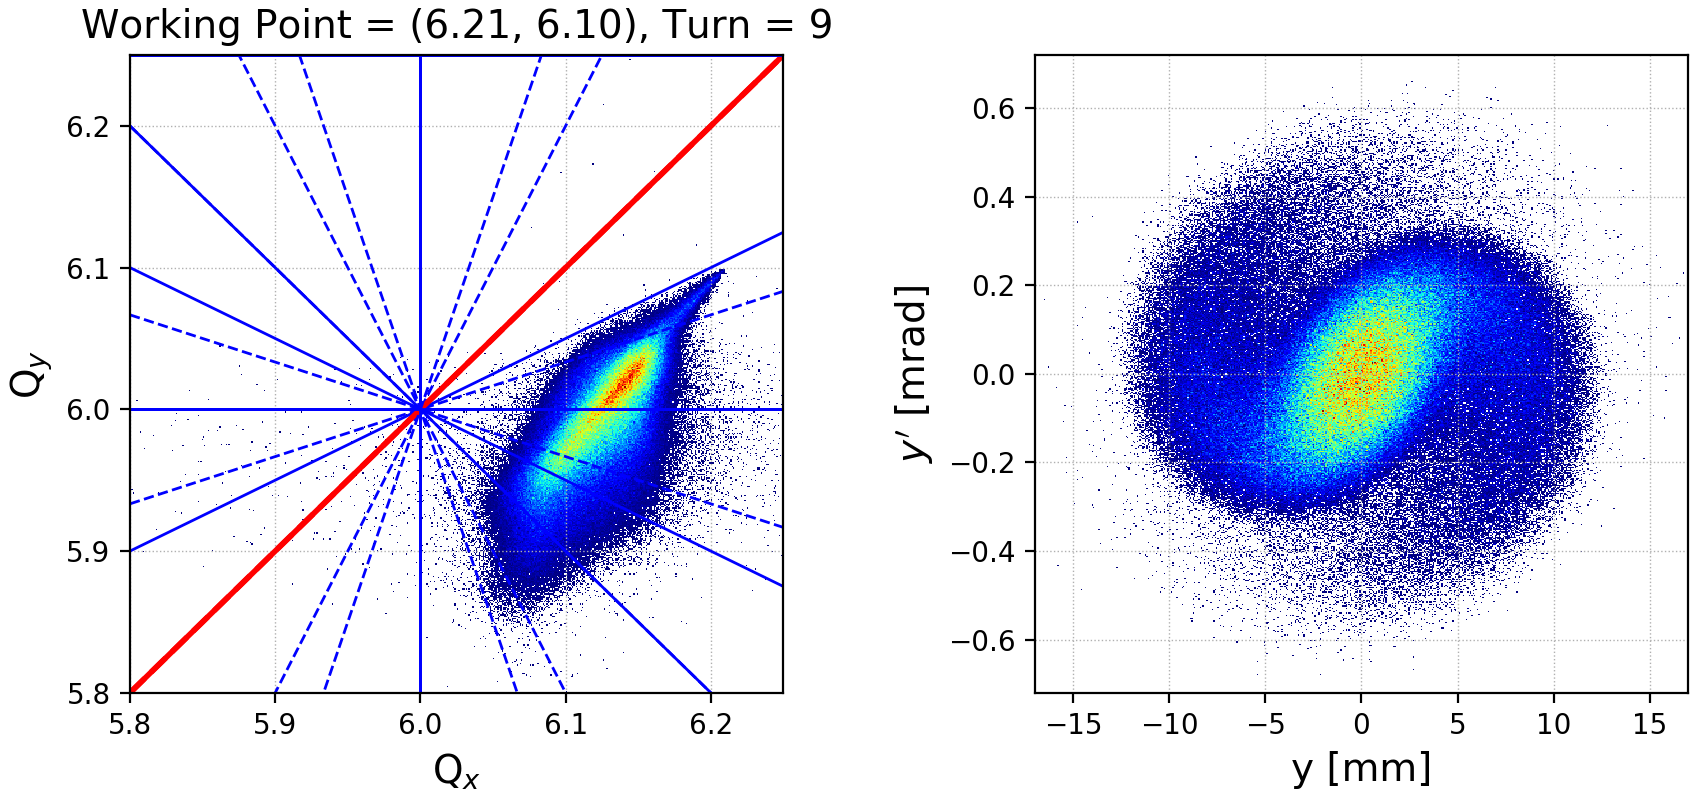 Working Point = (6.21, 6.10), Turn = 9
6.2
6.1
6.0
5.9
5.8
Q_y
5.8 5.9 6.0 6.1 6.2
Q_x
0.6
0.4
0.2
0.0
−0.2
−0.4
−0.6
y′ [mrad]
−15 −10 −5 0 5 10 15
y [mm]